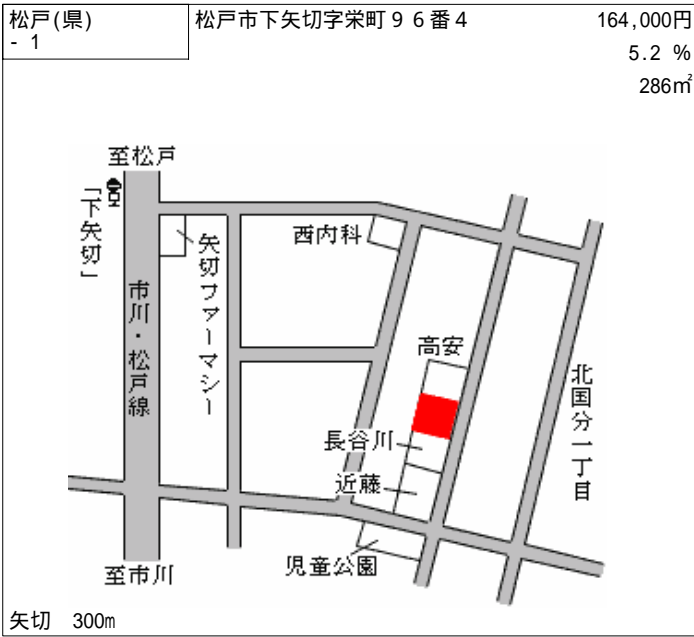 松戸(県)
- 1
松戸市下矢切字栄町９６番4
164,000円
5.2 %
286㎡
至松戸
「下矢切」
矢切ファーマシー
西内科
市川・松戸線
高安
北国分一丁目
長谷川
近藤
児童公園
至市川
矢切 300m